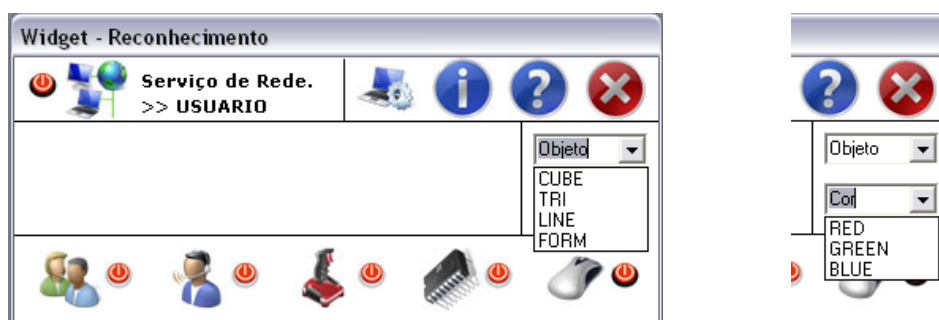 Widget - Reconhecimento
Serviço de Rede.
>> USUARIO
Objeto
CUBE
TRI
LINE
FORM
Objeto
Cor
RED
GREEN
BLUE